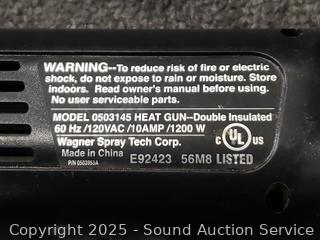 WARNING--To reduce risk of fire or electric
shock, do not expose to rain or moisture. Store
indoors. Read owner's manual before using.
No user serviceable parts.
MODEL 0503145 HEAT GUN--Double Insulated
60 Hz /120VAC /10AMP /1200 W
Wagner Spray Tech Corp.
Made in China
E92423 56M8 LISTED
P/N 0503953A
C UL US
Copyright 2025 - Sound Auction Service